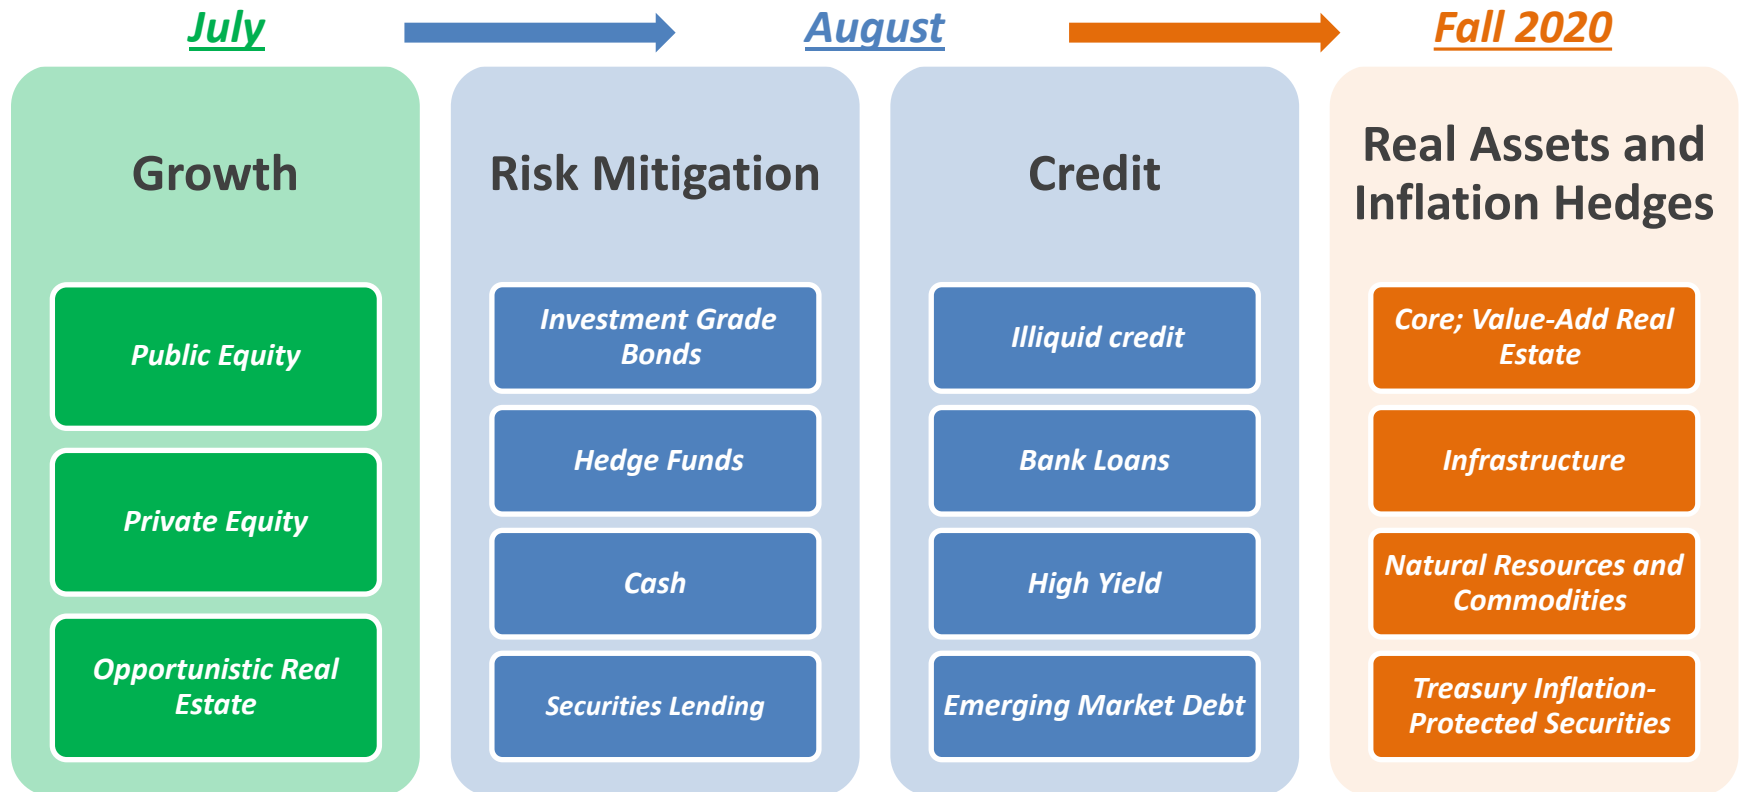 July
August
Fall 2020
Growth
Public Equity
Private Equity
Opportunistic Real
Estate
Risk Mitigation
Investment Grade
Bonds
Hedge Funds
Cash
Securities Lending
Credit
Illiquid credit
Bank Loans
High Yield
Emerging Market Debt
Real Assets and
Inflation Hedges
Core; Value-Add Real
Estate
Infrastructure
Natural Resources and
Commodities
Treasury Inflation-
Protected Securities